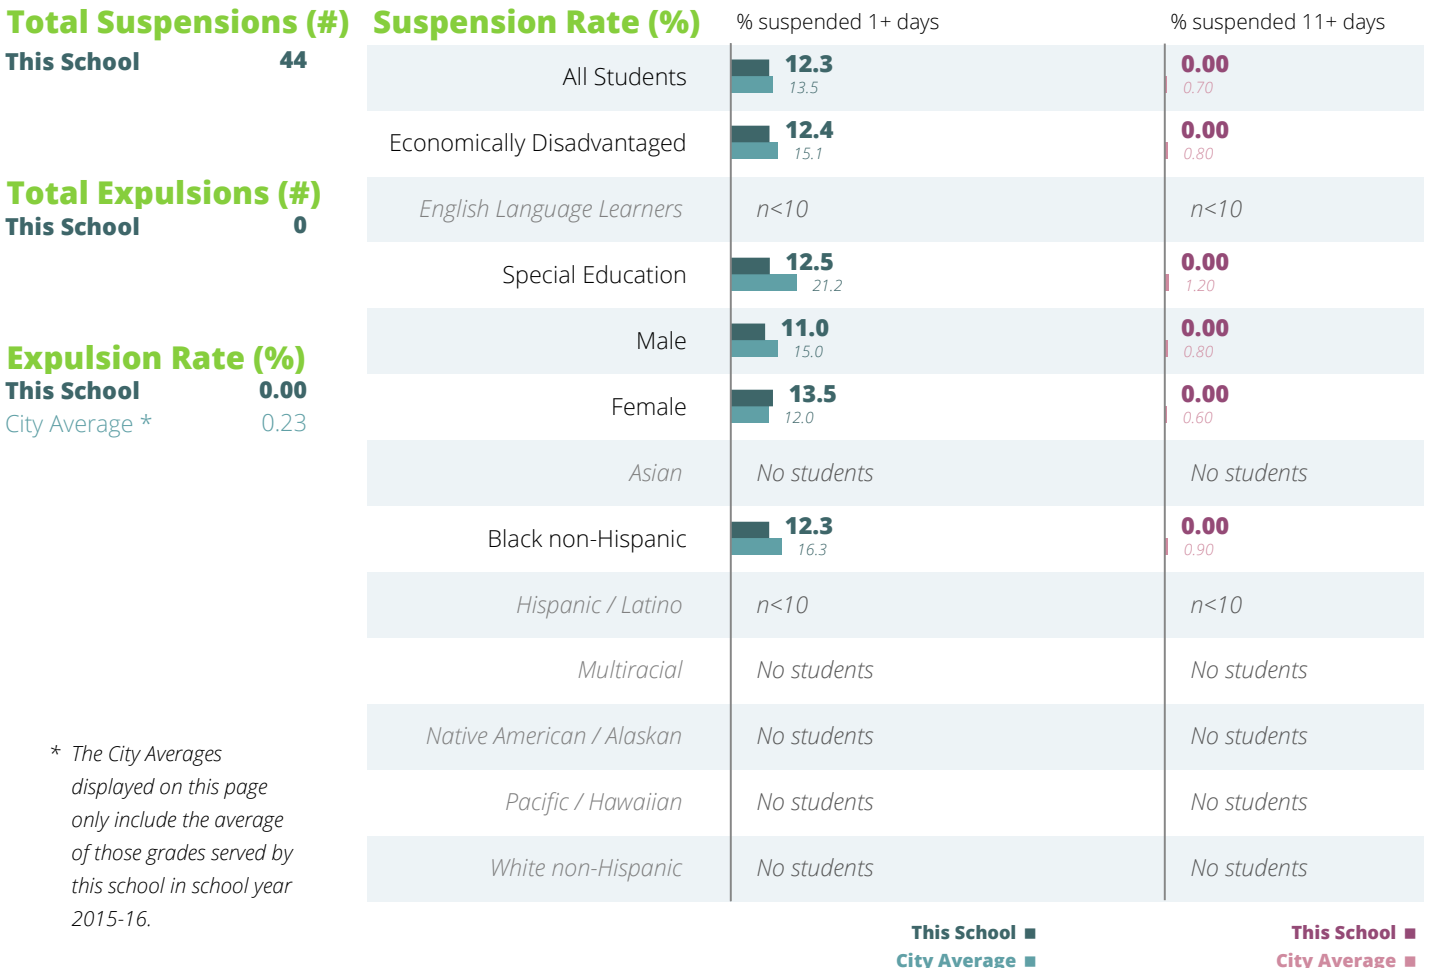 Total Suspensions (#)
This School 44
Total Expulsions (#)
This School 0
Expulsion Rate (%)
This School 0.00
City Average * 0.23
* The City Averages
displayed on this page
only include the average
of those grades served by
this school in school year
2015-16.
Suspension Rate (%) % suspended 1+ days % suspended 11+ days
All Students 12.3 0.00
13.5 0.70
Economically Disadvantaged 12.4 0.00
15.1 0.80
English Language Learners n<10 n<10
Special Education 12.5 0.00
21.2 1.20
Male 11.0 0.00
15.0 0.80
Female 13.5 0.00
12.0 0.60
Asian No students No students
Black non-Hispanic 12.3 0.00
16.3 0.90
Hispanic / Latino n<10 n<10
Multiracial No students No students
Native American / Alaskan No students No students
Pacific / Hawaiian No students No students
White non-Hispanic No students No students
This School This School
City Average City Average